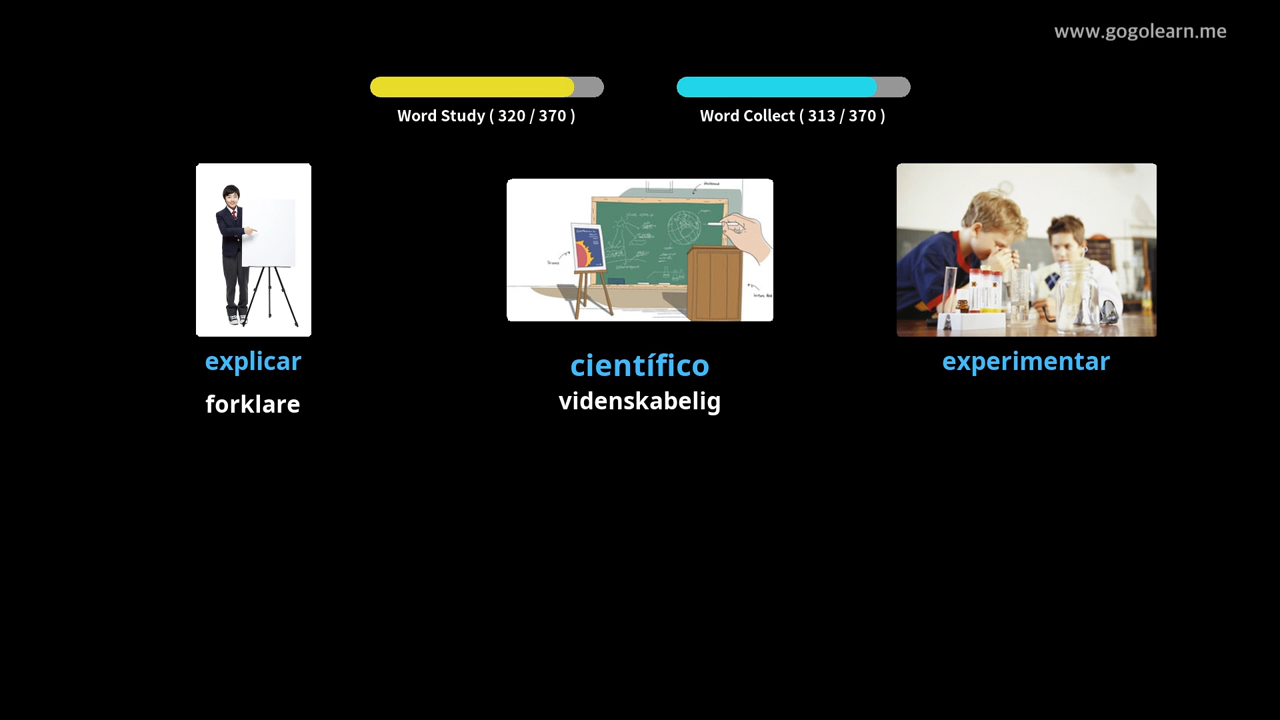 www.gogolearn.me
Word Study ( 320 / 370 )
Word Collect ( 313 / 370 )
explicar
forklare
científico
videnskabelig
experimentar